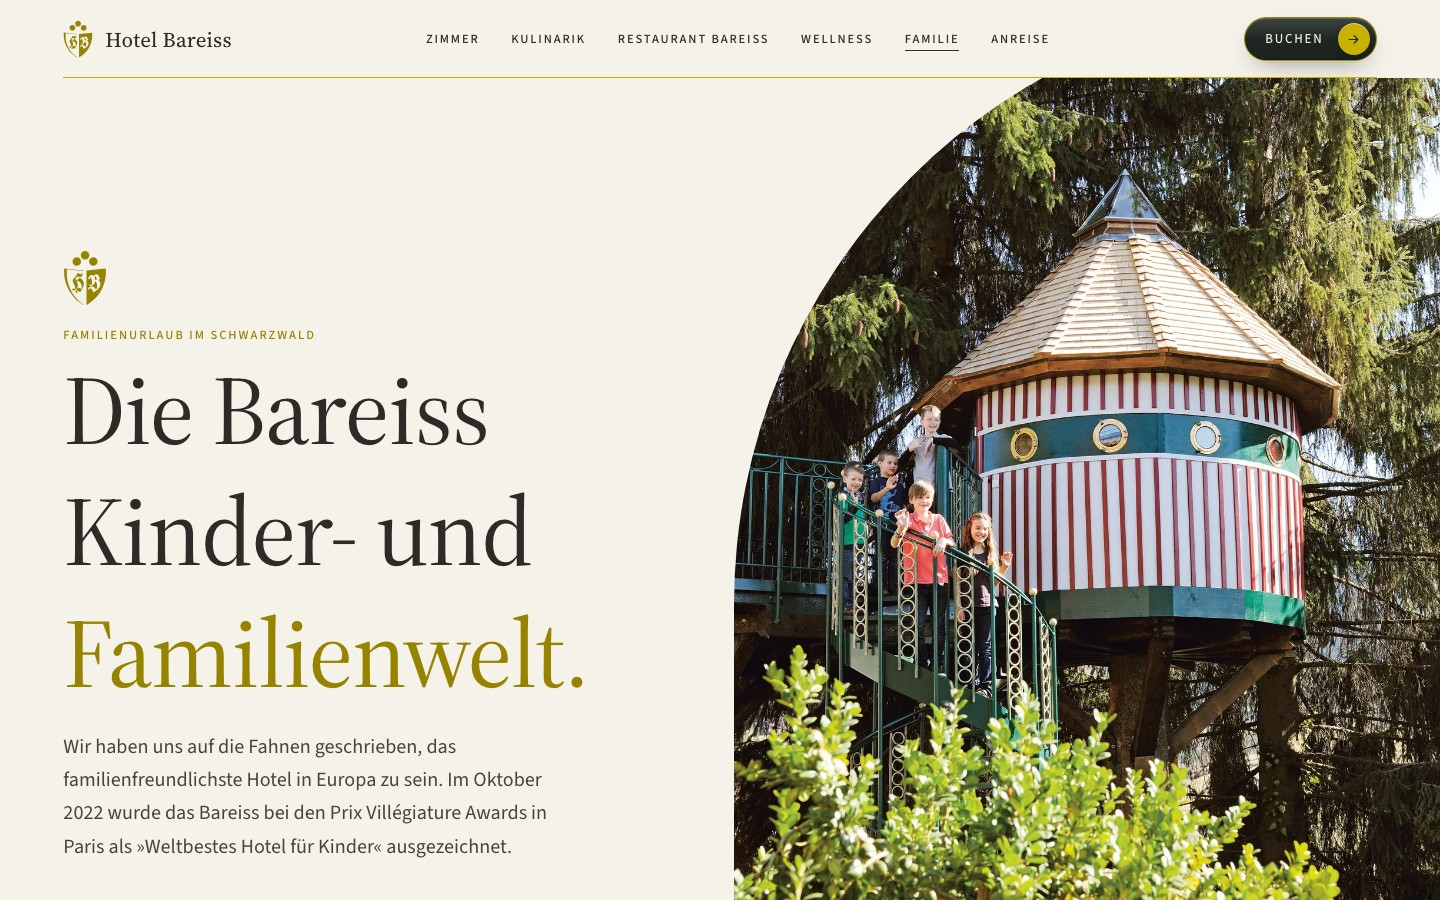 HB
Hotel Bareiss
ZIMMER
KULINARIK
RESTAURANT BAREISS
WELLNESS
FAMILIE
ANREISE
BUCHEN
HB
FAMILIENURLAUB IM SCHWARZWALD
Die Bareiss
Kinder- und
Familienwelt.
Wir haben uns auf die Fahnen geschrieben, das
familienfreundlichste Hotel in Europa zu sein. Im Oktober
2022 wurde das Bareiss bei den Prix Villégiature Awards in
Paris als »Weltbestes Hotel für Kinder« ausgezeichnet.